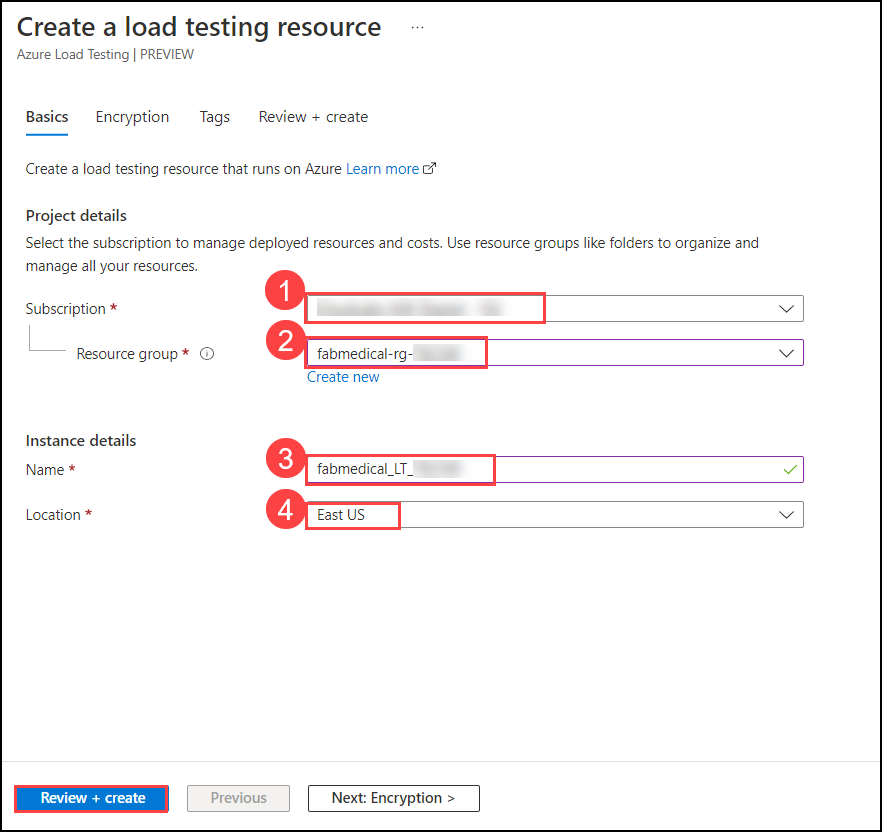 Create a load testing resource ...
Azure Load Testing | PREVIEW
Basics Encryption Tags Review + create
Create a load testing resource that runs on Azure Learn more
Project details
Select the subscription to manage deployed resources and costs. Use resource groups like folders to organize and
manage all your resources.
1
Subscription *
2
Resource group * fabmedical-rg-
Create new
Instance details
3
Name * fabmedical_LT_
4
Location * East US
Review + create Previous Next: Encryption >